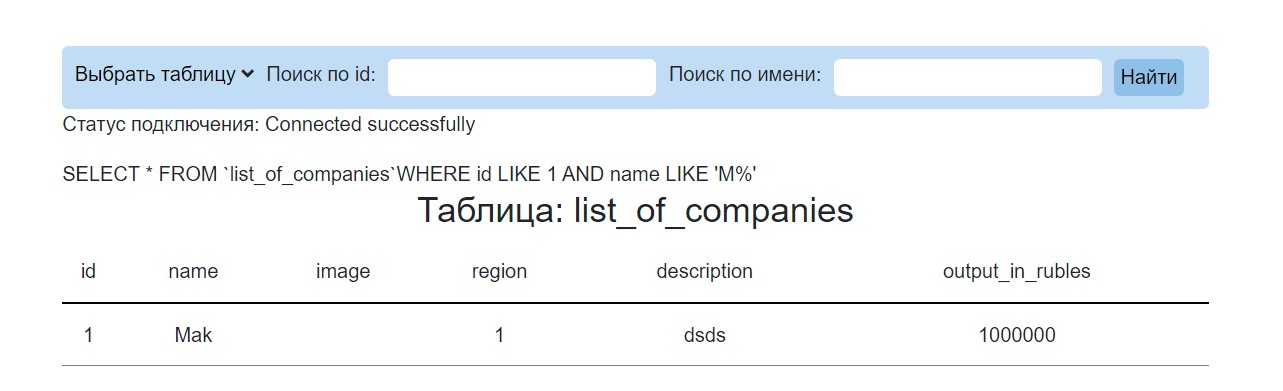 Выбрать таблицу Поиск по id: Поиск по имени: Найти
Статус подключения: Connected successfully
SELECT * FROM `list_of_companies`WHERE id LIKE 1 AND name LIKE 'M%'
Таблица: list_of_companies
id name image region description output_in_rubles
1 Mak 1 dsds 1000000